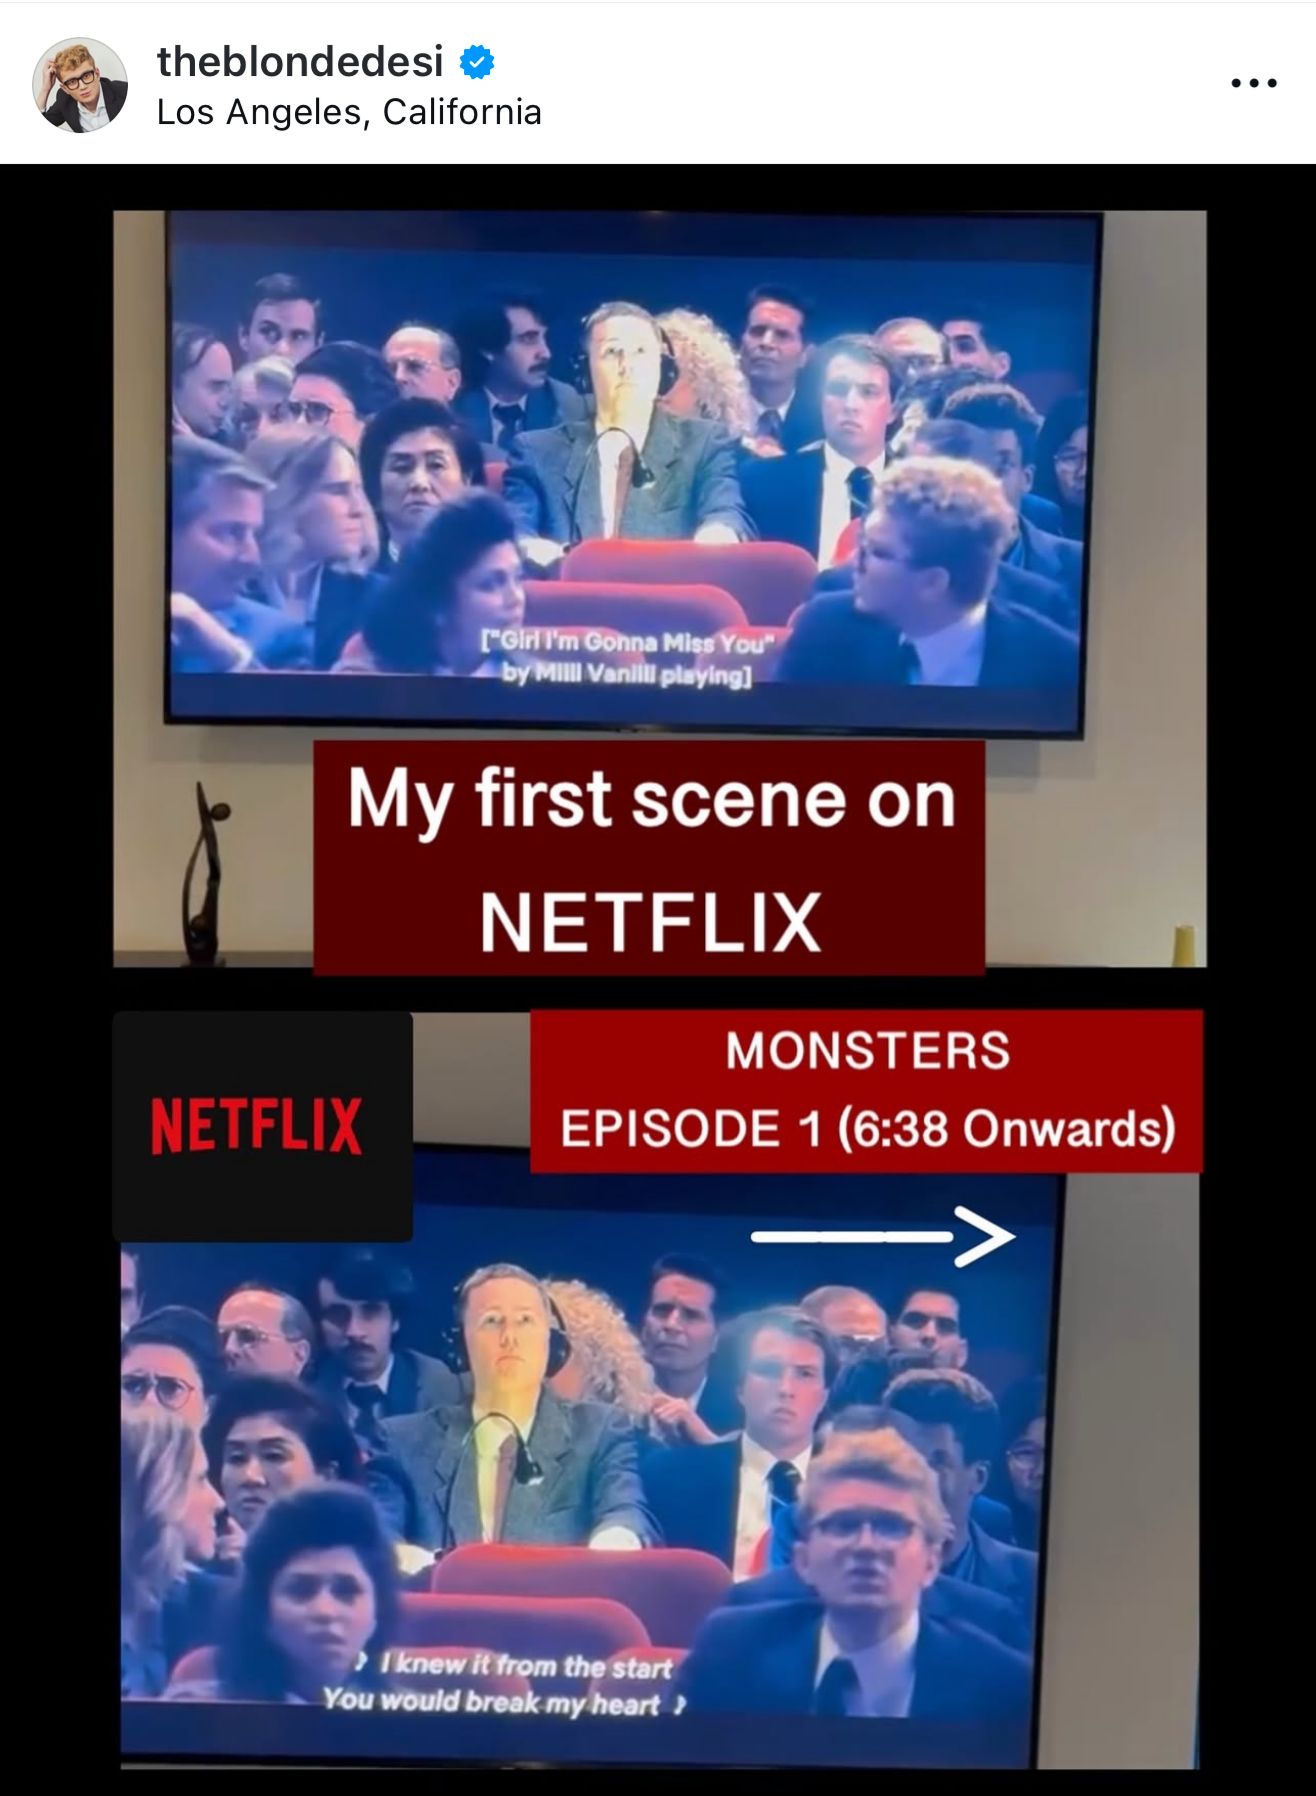 theblondedesi
Los Angeles, California
["Girl I'm Gonna Miss You"
by Milli Vanilli playing]
My first scene on
NETFLIX
NETFLIX
MONSTERS
EPISODE 1 (6:38 Onwards)
♪ I knew it from the start
You would break my heart ♪